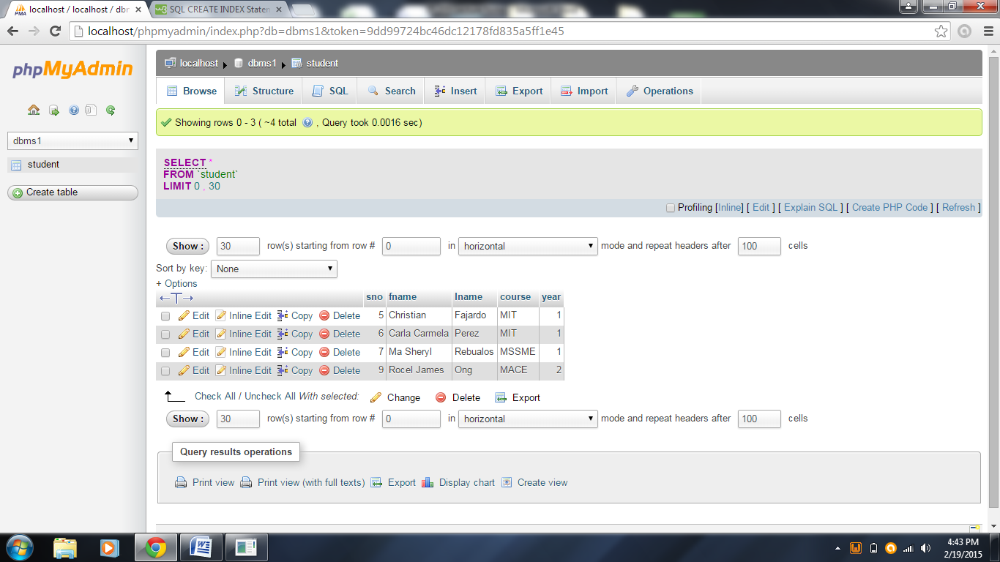 localhost / localhost / dbr
SQL CREATE INDEX Staten
localhost/phpmyadmin/index.php?db=dbms1&token=9dd99724bc46dc12178fd835a5ff1e45
phpMyAdmin
dbms1
student
Create table
localhost dbms1 student
Browse Structure SQL Search Insert Export Import Operations
Showing rows 0 - 3 ( ~4 total , Query took 0.0016 sec)
SELECT *
FROM `student`
LIMIT 0 , 30
Profiling [Inline] [ Edit ] [ Explain SQL ] [ Create PHP Code ] [ Refresh ]
Show : 30 row(s) starting from row # 0 in horizontal mode and repeat headers after 100 cells
Sort by key: None
+ Options
←T→ sno fname lname course year
Edit Inline Edit Copy Delete 5 Christian Fajardo MIT 1
Edit Inline Edit Copy Delete 6 Carla Carmela Perez MIT 1
Edit Inline Edit Copy Delete 7 Ma Sheryl Rebualos MSSME 1
Edit Inline Edit Copy Delete 9 Rocel James Ong MACE 2
Check All / Uncheck All With selected: Change Delete Export
Show : 30 row(s) starting from row # 0 in horizontal mode and repeat headers after 100 cells
Query results operations
Print view Print view (with full texts) Export Display chart Create view
4:43 PM
2/19/2015